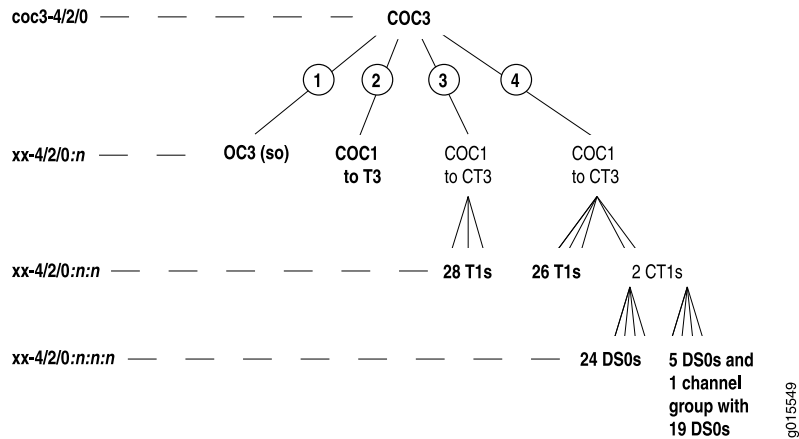 coc3-4/2/0
COC3
1
2
3
4
xx-4/2/0:n
OC3 (so)
COC1
to T3
COC1
to CT3
COC1
to CT3
xx-4/2/0:n:n
28 T1s
26 T1s
2 CT1s
xx-4/2/0:n:n:n
24 DS0s
5 DS0s and
1 channel
group with
19 DS0s
g015549